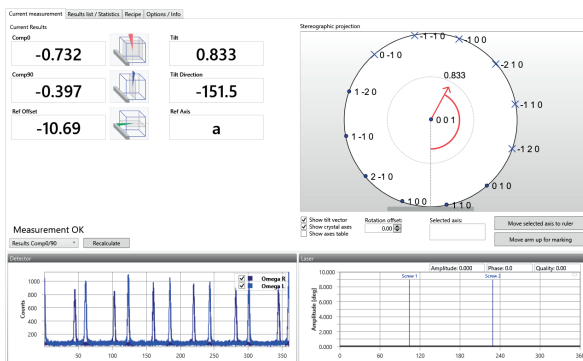 Current measurement Results list / Statistics Recipe Options / Info
Current Results
Comp0
-0.732
Tilt
0.833
Comp90
-0.397
Tilt Direction
-151.5
Ref Offset
-10.69
Ref Axis
a
Measurement OK
Results Comp0/90 Recalculate
Stereographic projection
-1-1 0
-1 0 0
0-1 0
-2 1 0
0.833
1-2 0
-1 1 0
0 0 1
1-1 0
-1 2 0
2-1 0
0 1 0
1 0 0
1 1 0
Show tilt vector
Show crystal axes
Show axes table
Rotation offset:
0.00
Selected axis:
Move selected axis to ruler
Move arm up for marking
Detector
Counts
1000
800
600
400
200
50 100 150 200 250 300 350
Omega R
Omega L
Laser
Amplitude: 0.000 Phase: 0.0 Quality: 0.00
Screw 1 Screw 2
Amplitude [deg]
10.000
8.000
6.000
4.000
2.000
0.000
0 60 120 180 240 300 360